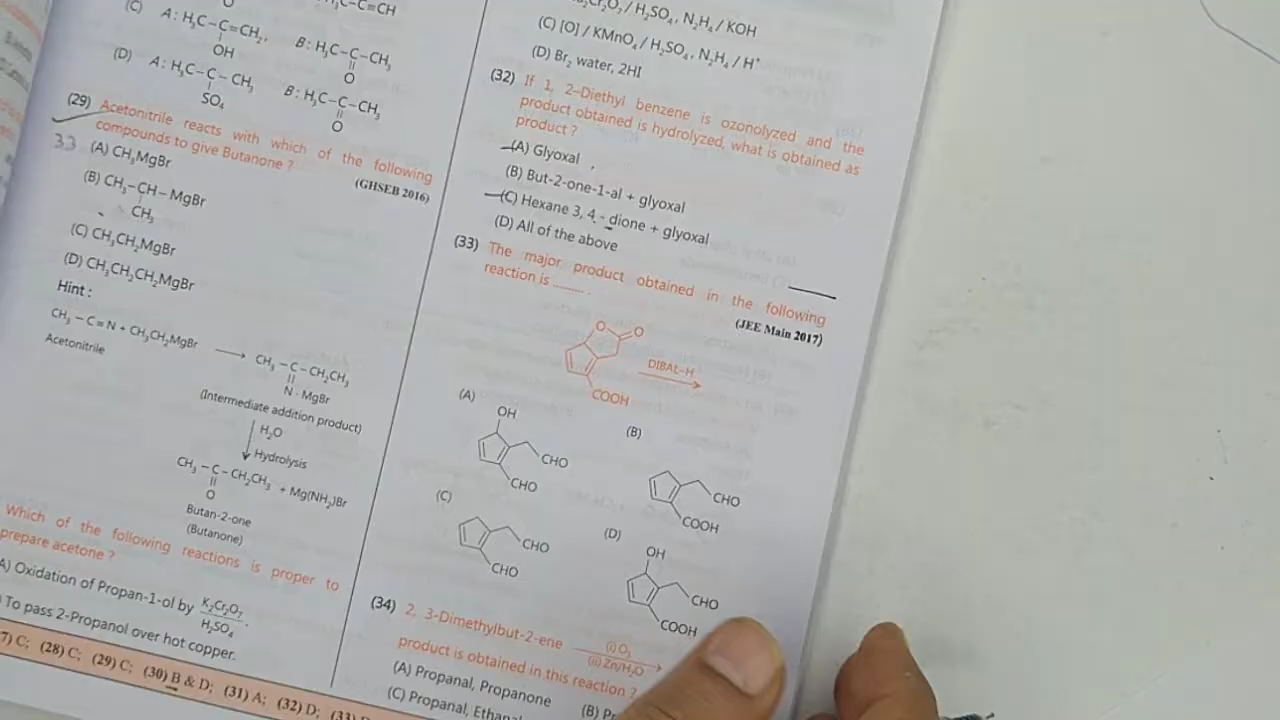 H₃C–C≡CH
(C) A : H₃C–C=CH₂, B : H₃C–C–CH₃
OH
O
(D) A : H₃C–C–CH₃ B : H₃C–C–CH₃
SO₄
O
(29) Acetonitrile reacts with which of the following
compounds to give Butanone ?
(GHSEB 2016)
33
(A) CH₃MgBr
(B) CH₃–CH–MgBr
CH₃
(C) CH₃CH₂MgBr
(D) CH₃CH₂CH₂MgBr
Hint :
CH₃ – C ≡ N + CH₃CH₂MgBr ⟶ CH₃ –C –CH₂CH₃
Acetonitrile
N · MgBr
(Intermediate addition product)
H₂O
Hydrolysis
CH₃ –C –CH₂CH₃ + Mg(NH₂)Br
O
Butan-2-one
(Butanone)
Which of the following reactions is proper to
prepare acetone ?
A) Oxidation of Propan-1-ol by K₂Cr₂O₇/H₂SO₄.
To pass 2-Propanol over hot copper.
7) C; (28) C; (29) C; (30) B & D; (31) A; (32) D; (33)
Cr₂O₇ / H₂SO₄, N₂H₄ / KOH
(C) [O] / KMnO₄ / H₂SO₄, N₂H₄ / H⁺
(D) Br₂ water, 2HI
(32) If 1, 2–Diethyl benzene is ozonolyzed and the
product obtained is hydrolyzed, what is obtained as
product ?
(A) Glyoxal
(B) But-2-one-1-al + glyoxal
(C) Hexane 3, 4 - dione + glyoxal
(D) All of the above
(33) The major product obtained in the following
reaction is ......... .
(JEE Main 2017)
O
O
DIBAL–H
COOH
(A)
OH
CHO
CHO
(B)
CHO
COOH
(C)
CHO
CHO
(D)
OH
CHO
COOH
(34) 2, 3-Dimethylbut-2-ene (i) O₃ (ii) Zn/H₂O
product is obtained in this reaction ?
(A) Propanal, Propanone
(B)
(C) Propanal,